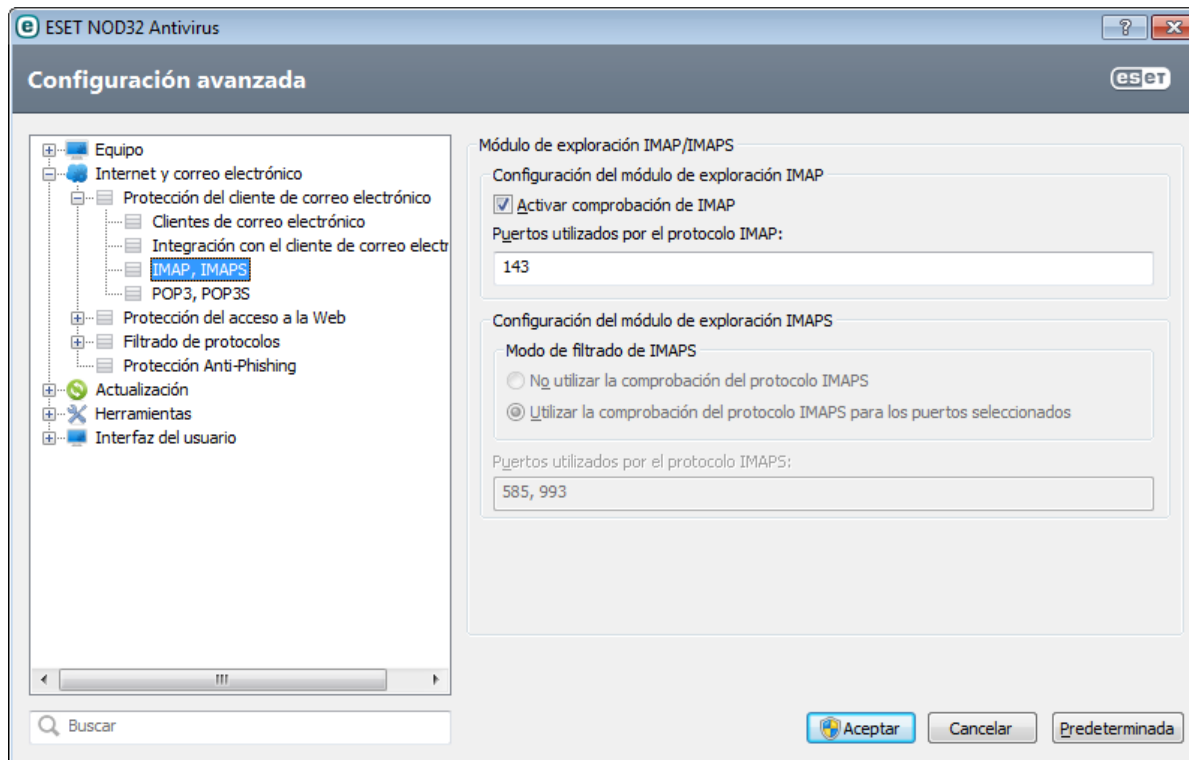 ESET NOD32 Antivirus
Configuración avanzada
eseT
Equipo
Internet y correo electrónico
Protección del cliente de correo electrónico
Clientes de correo electrónico
Integración con el cliente de correo electr
IMAP, IMAPS
POP3, POP3S
Protección del acceso a la Web
Filtrado de protocolos
Protección Anti-Phishing
Actualización
Herramientas
Interfaz del usuario
Buscar
Módulo de exploración IMAP/IMAPS
Configuración del módulo de exploración IMAP
Activar comprobación de IMAP
Puertos utilizados por el protocolo IMAP:
143
Configuración del módulo de exploración IMAPS
Modo de filtrado de IMAPS
No utilizar la comprobación del protocolo IMAPS
Utilizar la comprobación del protocolo IMAPS para los puertos seleccionados
Puertos utilizados por el protocolo IMAPS:
585, 993
Aceptar
Cancelar
Predeterminada